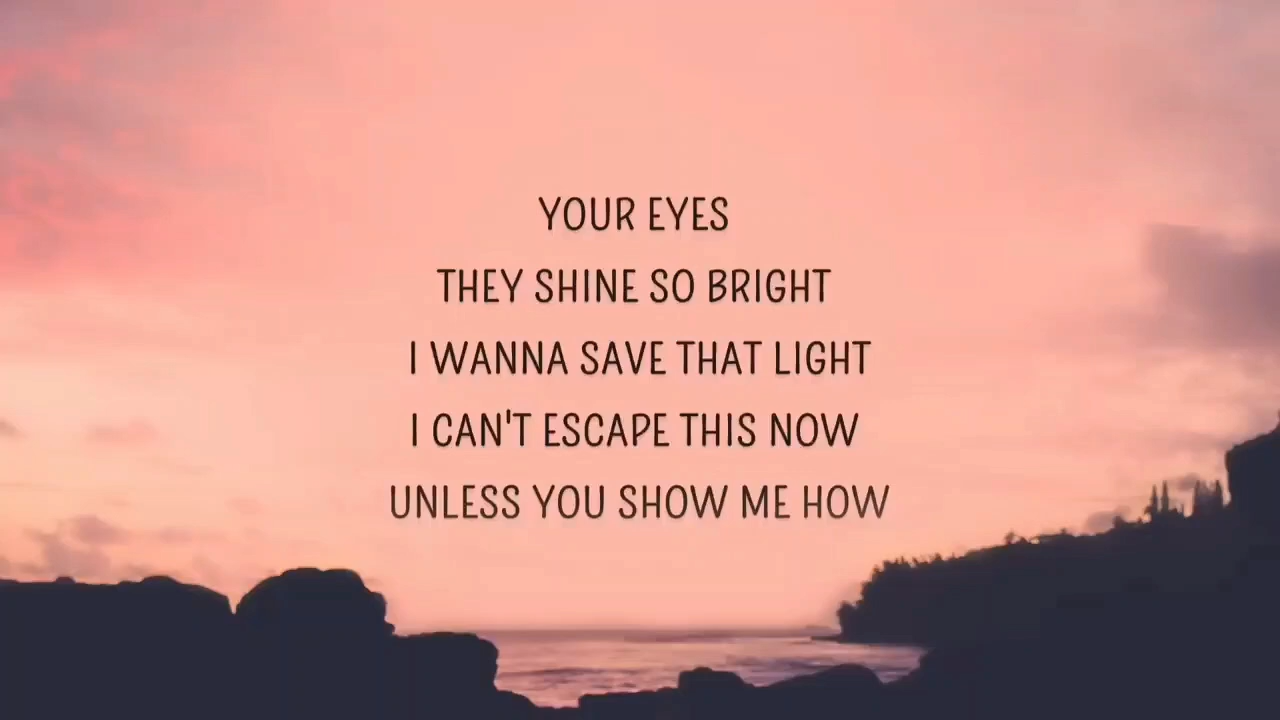 YOUR EYES
THEY SHINE SO BRIGHT
I WANNA SAVE THAT LIGHT
I CAN'T ESCAPE THIS NOW
UNLESS YOU SHOW ME HOW